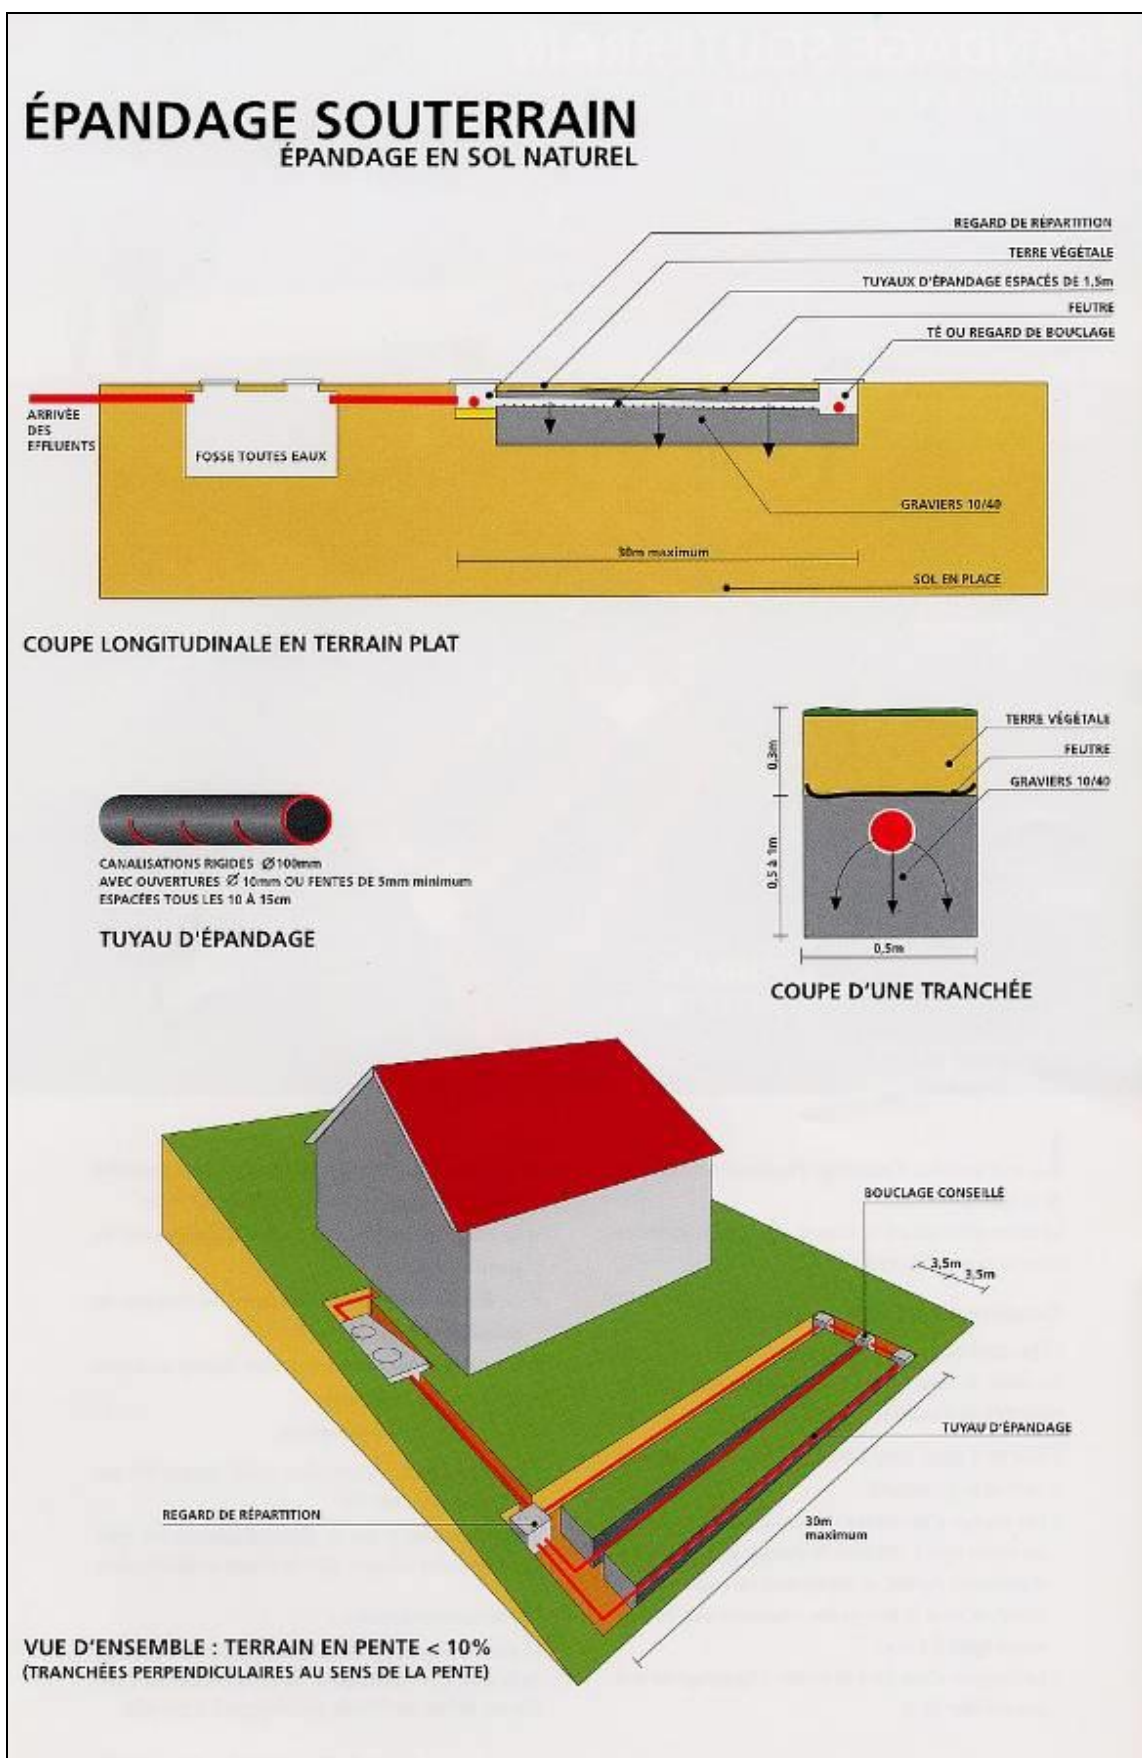 ÉPANDAGE SOUTERRAIN
ÉPANDAGE EN SOL NATUREL
REGARD DE RÉPARTITION
TERRE VÉGÉTALE
TUYAUX D'ÉPANDAGE ESPACÉS DE 1,5m
FEUTRE
TÉ OU REGARD DE BOUCLAGE
ARRIVÉE
DES
EFFLUENTS
FOSSE TOUTES EAUX
GRAVIERS 10/40
30m maximum
SOL EN PLACE
COUPE LONGITUDINALE EN TERRAIN PLAT
TERRE VÉGÉTALE
FEUTRE
GRAVIERS 10/40
0,3m
0,5 à 1m
0,5m
COUPE D'UNE TRANCHÉE
CANALISATIONS RIGIDES Ø 100mm
AVEC OUVERTURES Ø 10mm OU FENTES DE 5mm minimum
ESPACÉES TOUS LES 10 À 15cm
TUYAU D'ÉPANDAGE
BOUCLAGE CONSEILLÉ
3,5m
3,5m
TUYAU D'ÉPANDAGE
REGARD DE RÉPARTITION
30m
maximum
VUE D'ENSEMBLE : TERRAIN EN PENTE < 10%
(TRANCHÉES PERPENDICULAIRES AU SENS DE LA PENTE)